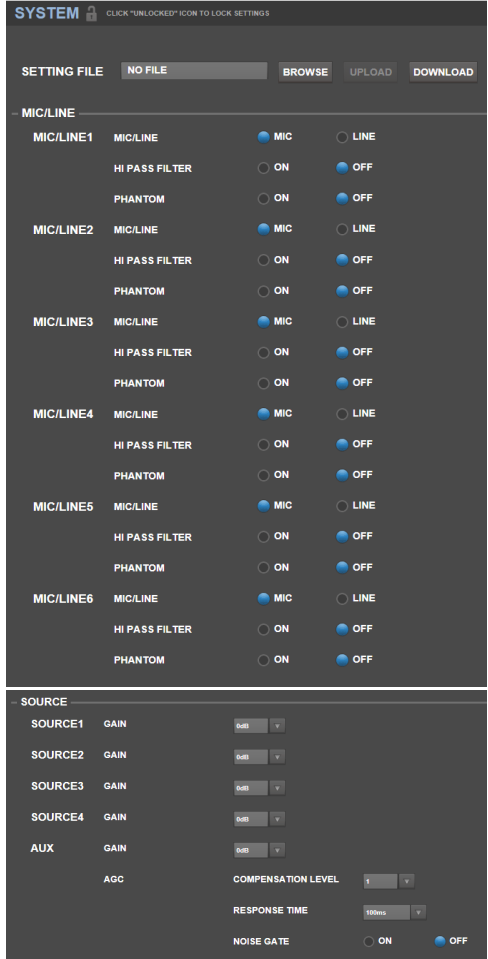 SYSTEM CLICK "UNLOCKED" ICON TO LOCK SETTINGS
SETTING FILE NO FILE BROWSE UPLOAD DOWNLOAD
MIC/LINE
MIC/LINE1 MIC/LINE MIC LINE
HI PASS FILTER ON OFF
PHANTOM ON OFF
MIC/LINE2 MIC/LINE MIC LINE
HI PASS FILTER ON OFF
PHANTOM ON OFF
MIC/LINE3 MIC/LINE MIC LINE
HI PASS FILTER ON OFF
PHANTOM ON OFF
MIC/LINE4 MIC/LINE MIC LINE
HI PASS FILTER ON OFF
PHANTOM ON OFF
MIC/LINE5 MIC/LINE MIC LINE
HI PASS FILTER ON OFF
PHANTOM ON OFF
MIC/LINE6 MIC/LINE MIC LINE
HI PASS FILTER ON OFF
PHANTOM ON OFF
SOURCE
SOURCE1 GAIN 0dB
SOURCE2 GAIN 0dB
SOURCE3 GAIN 0dB
SOURCE4 GAIN 0dB
AUX GAIN 0dB
AGC COMPENSATION LEVEL 1
RESPONSE TIME 100ms
NOISE GATE ON OFF